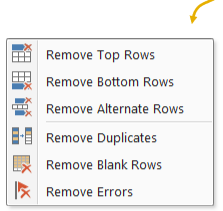 Remove Top Rows
Remove Bottom Rows
Remove Alternate Rows
Remove Duplicates
Remove Blank Rows
Remove Errors